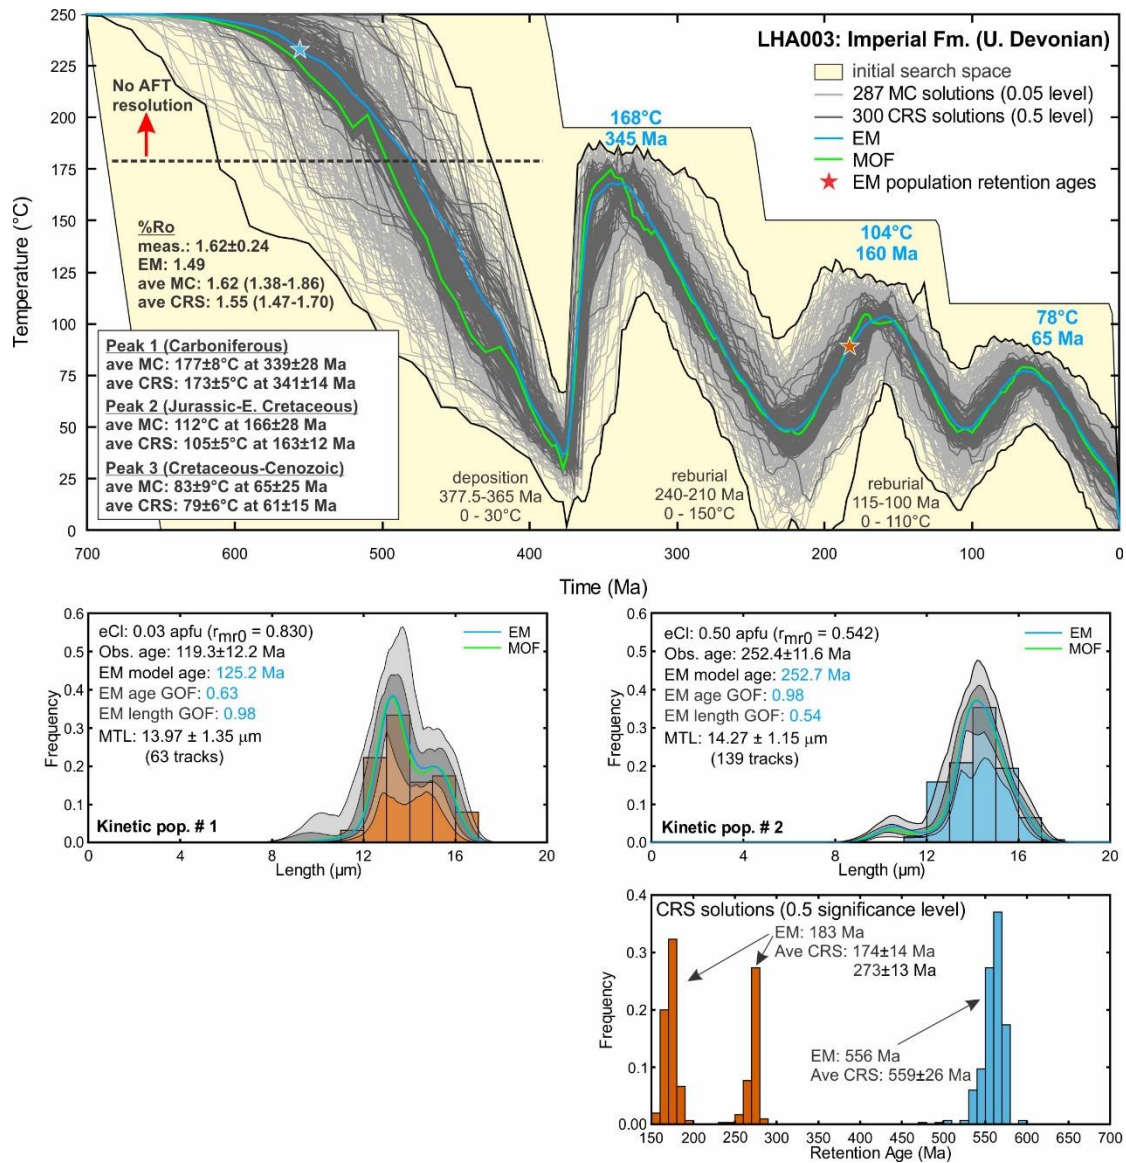 LHA003: Imperial Fm. (U. Devonian)
initial search space
287 MC solutions (0.05 level)
300 CRS solutions (0.5 level)
EM
MOF
EM population retention ages
No AFT
resolution
168°C
345 Ma
104°C
160 Ma
78°C
65 Ma
%Ro
meas.: 1.62±0.24
EM: 1.49
ave MC: 1.62 (1.38-1.86)
ave CRS: 1.55 (1.47-1.70)
Peak 1 (Carboniferous)
ave MC: 177±8°C at 339±28 Ma
ave CRS: 173±5°C at 341±14 Ma
Peak 2 (Jurassic-E. Cretaceous)
ave MC: 112°C at 166±28 Ma
ave CRS: 105±5°C at 163±12 Ma
Peak 3 (Cretaceous-Cenozoic)
ave MC: 83±9°C at 65±25 Ma
ave CRS: 79±6°C at 61±15 Ma
deposition
377.5-365 Ma
0 - 30°C
reburial
240-210 Ma
0 - 150°C
reburial
115-100 Ma
0 - 110°C
Temperature (°C)
250
225
200
175
150
125
100
75
50
25
0
700 600 500 400 300 200 100 0
Time (Ma)
eCl: 0.03 apfu (rmr0 = 0.830)
Obs. age: 119.3±12.2 Ma
EM model age: 125.2 Ma
EM age GOF: 0.63
EM length GOF: 0.98
MTL: 13.97 ± 1.35 µm
(63 tracks)
EM
MOF
Kinetic pop. # 1
Frequency
0.6
0.5
0.4
0.3
0.2
0.1
0.0
0 4 8 12 16 20
Length (µm)
eCl: 0.50 apfu (rmr0 = 0.542)
Obs. age: 252.4±11.6 Ma
EM model age: 252.7 Ma
EM age GOF: 0.98
EM length GOF: 0.54
MTL: 14.27 ± 1.15 µm
(139 tracks)
EM
MOF
Kinetic pop. # 2
Frequency
0.6
0.5
0.4
0.3
0.2
0.1
0.0
0 4 8 12 16 20
Length (µm)
CRS solutions (0.5 significance level)
EM: 183 Ma
Ave CRS: 174±14 Ma
273±13 Ma
EM: 556 Ma
Ave CRS: 559±26 Ma
Frequency
0.4
0.3
0.2
0.1
0.00
150 200 250 300 350 400 450 500 550 600 650 700
Retention Age (Ma)